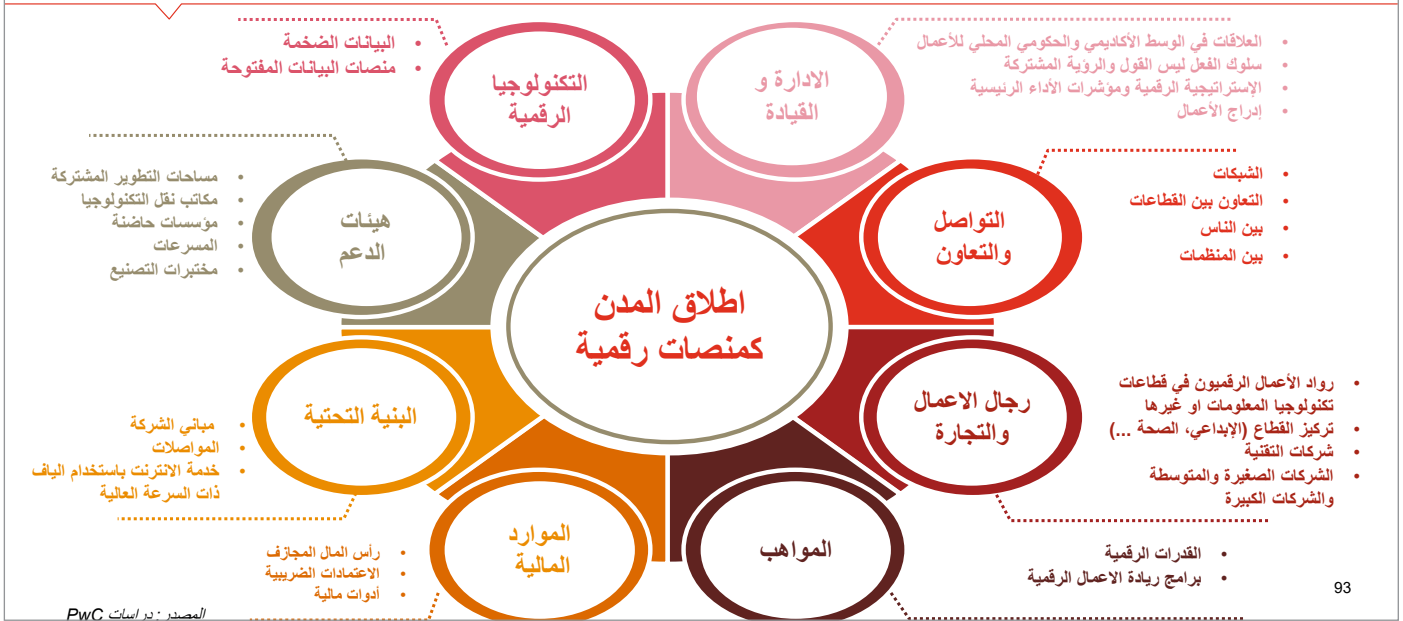 اطلاق المدن
كمنصات رقمية
الادارة و
القيادة
• العلاقات في الوسط الأكاديمي والحكومي المحلي للأعمال
• سلوك الفعل ليس القول والرؤية المشتركة
• الإستراتيجية الرقمية ومؤشرات الأداء الرئيسية
• إدراج الأعمال
التواصل
والتعاون
• الشبكات
• التعاون بين القطاعات
• بين الناس
• بين المنظمات
رجال الاعمال
والتجارة
• رواد الأعمال الرقميون في قطاعات
تكنولوجيا المعلومات او غيرها
• تركيز القطاع (الإبداعي، الصحة ...)
• شركات التقنية
• الشركات الصغيرة والمتوسطة
والشركات الكبيرة
المواهب
• القدرات الرقمية
• برامج ريادة الاعمال الرقمية
الموارد
المالية
• رأس المال المجازف
• الاعتمادات الضريبية
• أدوات مالية
البنية التحتية
• مباني الشركة
• المواصلات
• خدمة الانترنت باستخدام الياف
ذات السرعة العالية
هيئات
الدعم
• مساحات التطوير المشتركة
• مكاتب نقل التكنولوجيا
• مؤسسات حاضنة
• المسرعات
• مختبرات التصنيع
التكنولوجيا
الرقمية
• البيانات الضخمة
• منصات البيانات المفتوحة
93
المصدر : دراسات PwC